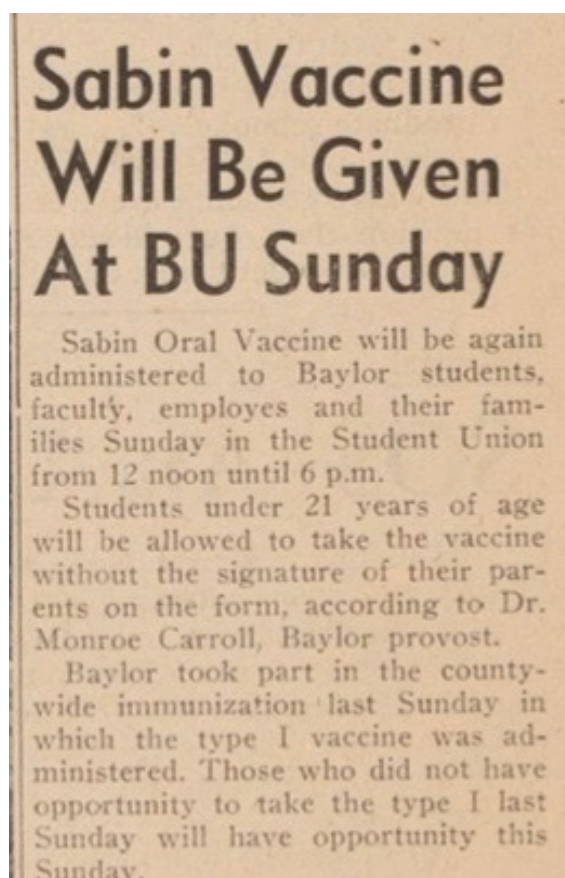 Sabin Vaccine
Will Be Given
At BU Sunday
Sabin Oral Vaccine will be again
administered to Baylor students,
faculty, employes and their fam-
ilies Sunday in the Student Union
from 12 noon until 6 p.m.
Students under 21 years of age
will be allowed to take the vaccine
without the signature of their par-
ents on the form, according to Dr.
Monroe Carroll, Baylor provost.
Baylor took part in the county-
wide immunization last Sunday in
which the type I vaccine was ad-
ministered. Those who did not have
opportunity to take the type I last
Sunday will have opportunity this
Sunday.